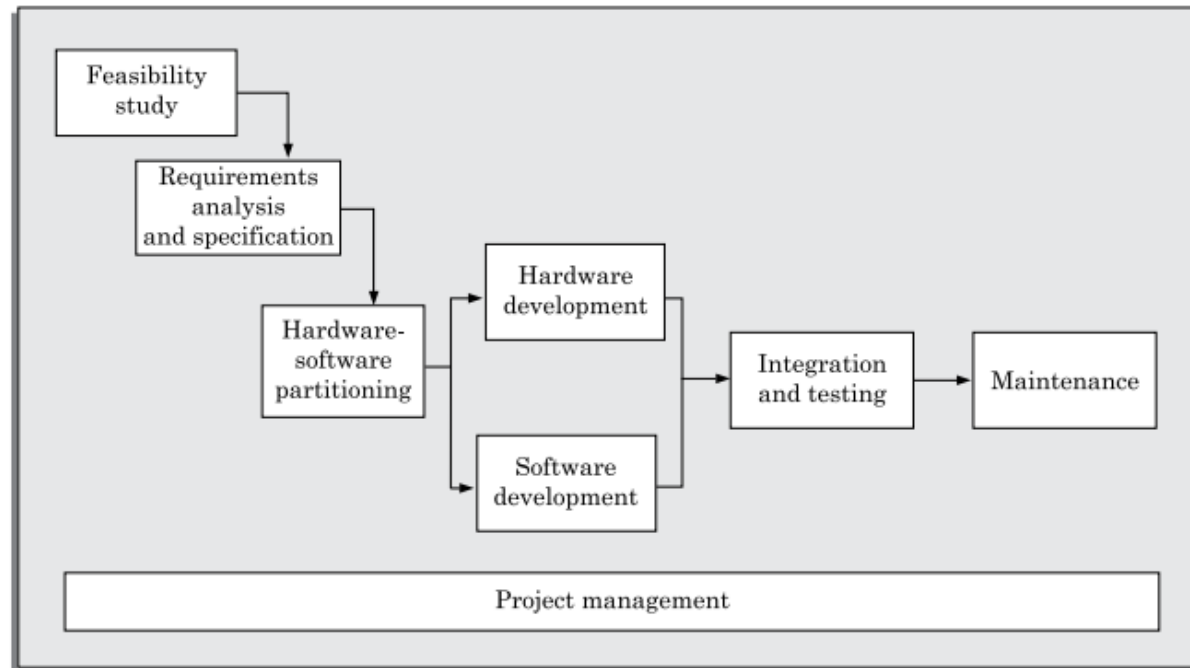 Feasibility
study
Requirements
analysis
and specification
Hardware-
software
partitioning
Hardware
development
Software
development
Integration
and testing
Maintenance
Project management